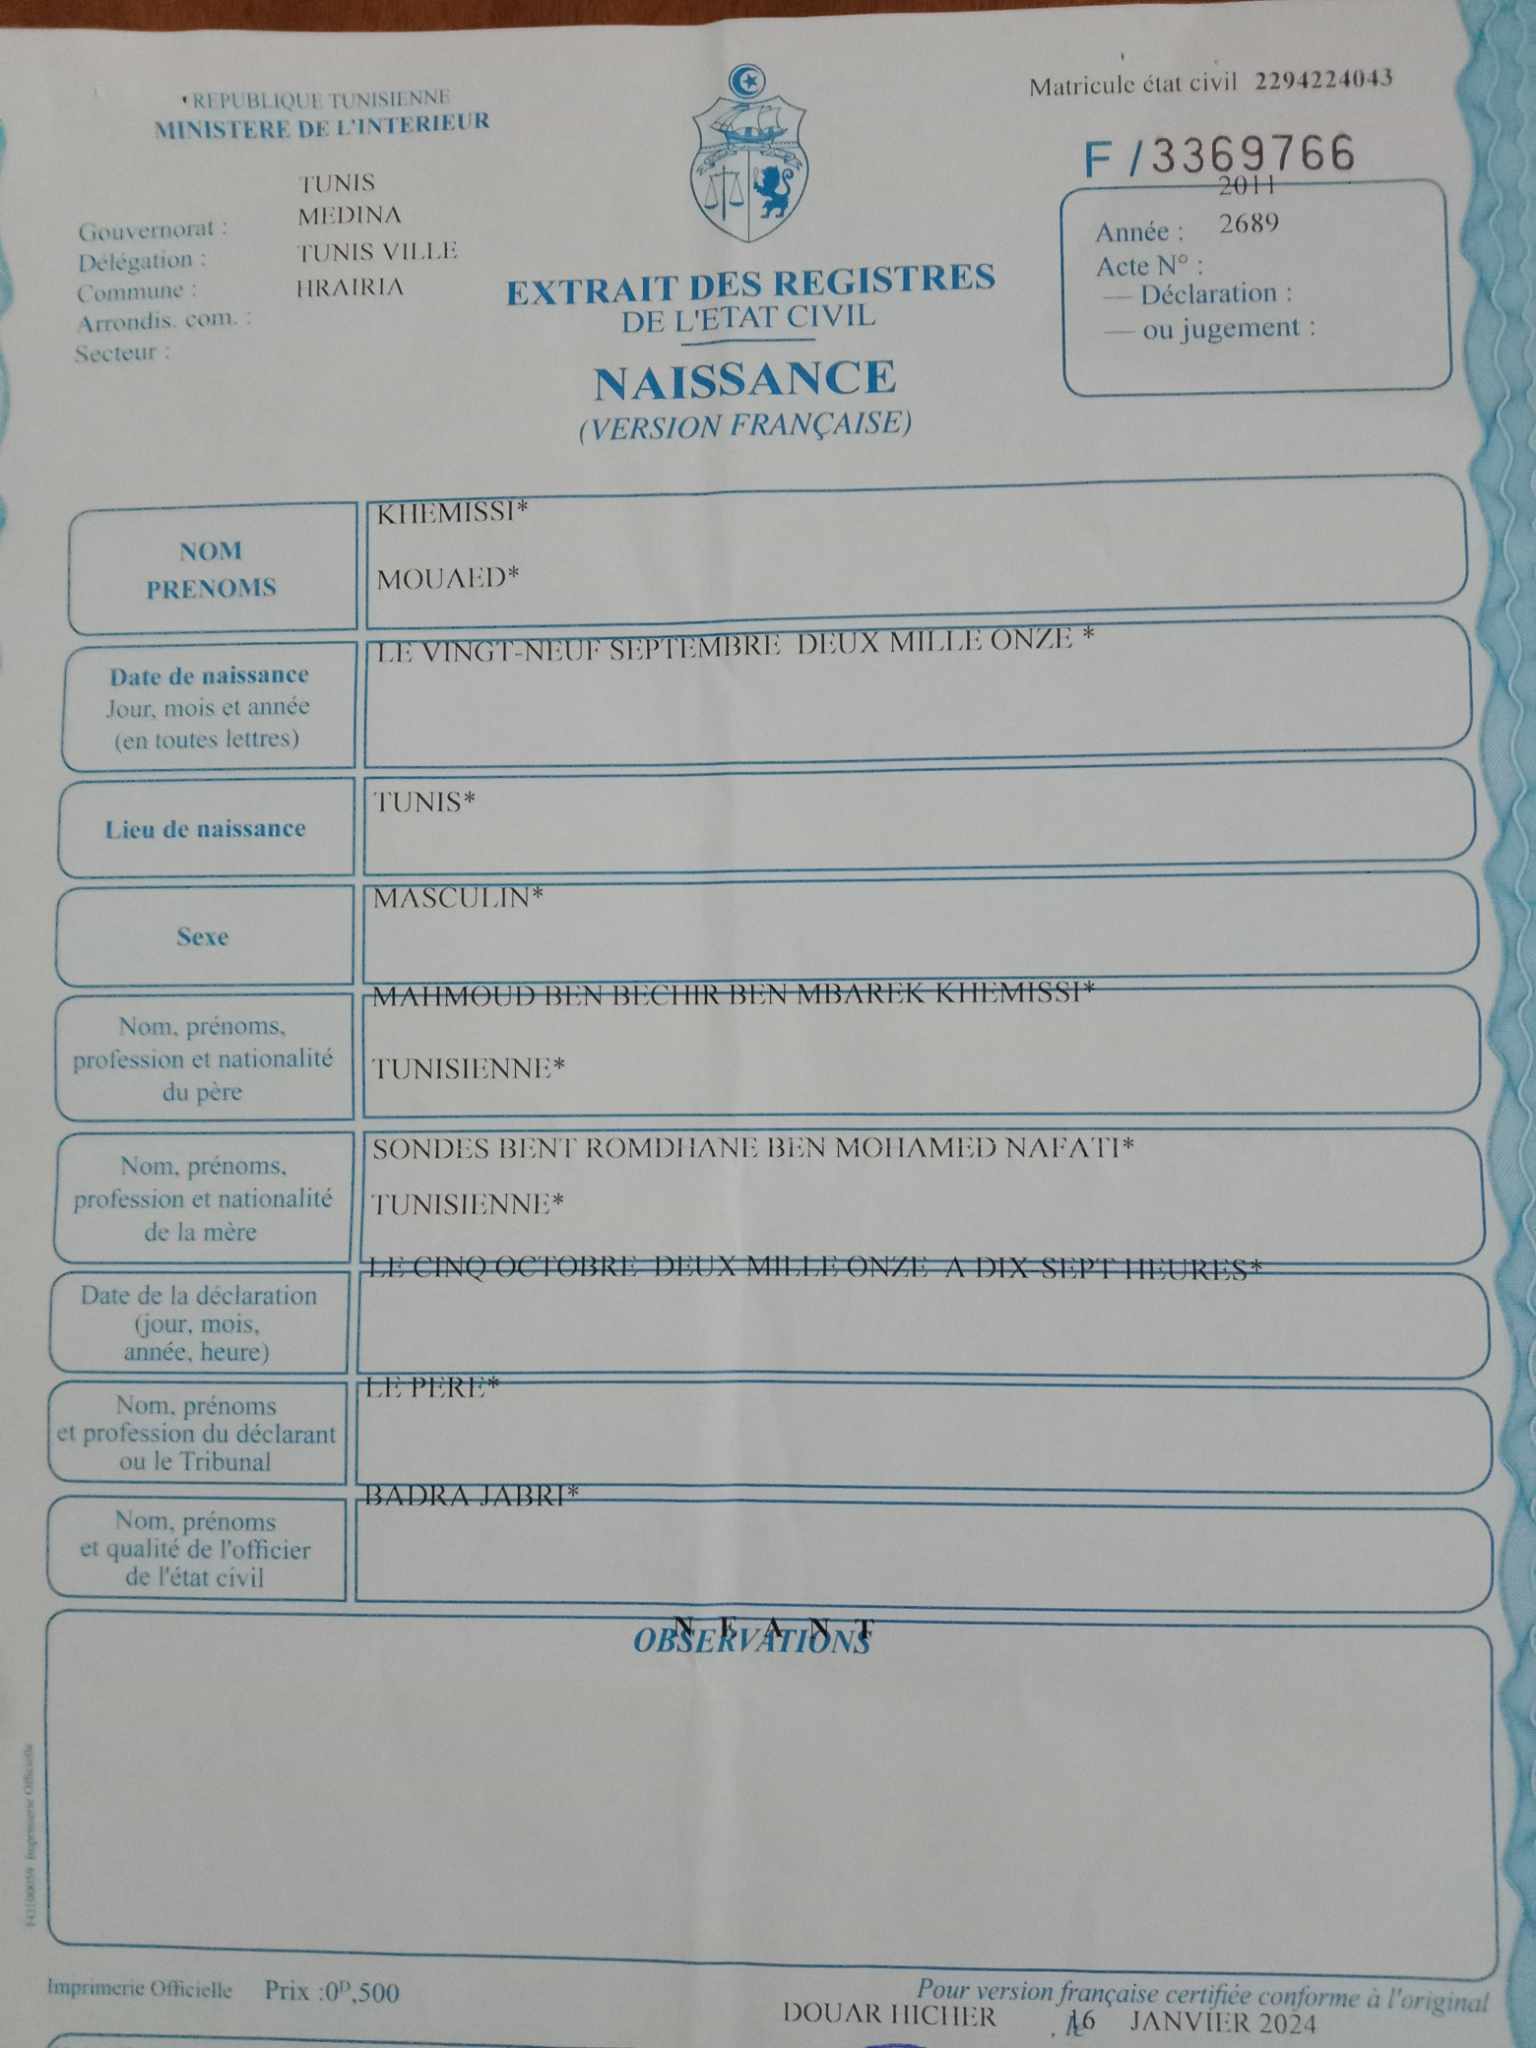 REPUBLIQUE TUNISIENNE
MINISTERE DE L'INTERIEUR
Matricule état civil 2294224043
F / 3369766
TUNIS
Gouvernorat : MEDINA
Délégation : TUNIS VILLE
Commune : HRAIRIA
Arrondis. com. :
Secteur :
2011
Année : 2689
Acte N° :
— Déclaration :
— ou jugement :
EXTRAIT DES REGISTRES
DE L'ETAT CIVIL
NAISSANCE
(VERSION FRANÇAISE)
NOM
PRENOMS
KHEMISSI*
MOUAED*
Date de naissance
Jour, mois et année
(en toutes lettres)
LE VINGT-NEUF SEPTEMBRE DEUX MILLE ONZE *
Lieu de naissance
TUNIS*
Sexe
MASCULIN*
Nom, prénoms,
profession et nationalité
du père
MAHMOUD BEN BECHIR BEN MBAREK KHEMISSI*
TUNISIENNE*
Nom, prénoms,
profession et nationalité
de la mère
SONDES BENT ROMDHANE BEN MOHAMED NAFATI*
TUNISIENNE*
Date de la déclaration
(jour, mois,
année, heure)
LE CINQ OCTOBRE DEUX MILLE ONZE A DIX-SEPT HEURES*
Nom, prénoms
et profession du déclarant
ou le Tribunal
LE PERE*
Nom, prénoms
et qualité de l'officier
de l'état civil
BADRA JABRI*
N E A N T
OBSERVATIONS
Imprimerie Officielle
Imprimerie Officielle Prix :0ᴰ,500
Pour version française certifiée conforme à l'original
DOUAR HICHER 16 JANVIER 2024